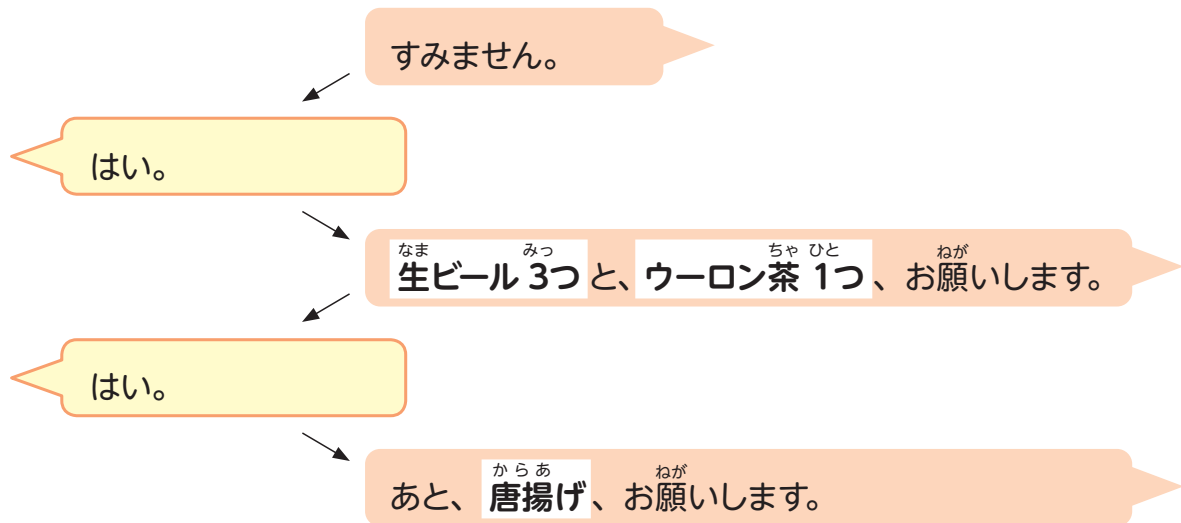 すみません。
はい。
なま みっ ちゃ ひと ねが
生ビール 3つ と、 ウーロン茶 1つ 、お願いします。
はい。
からあ ねが
あと、 唐揚げ 、お願いします。